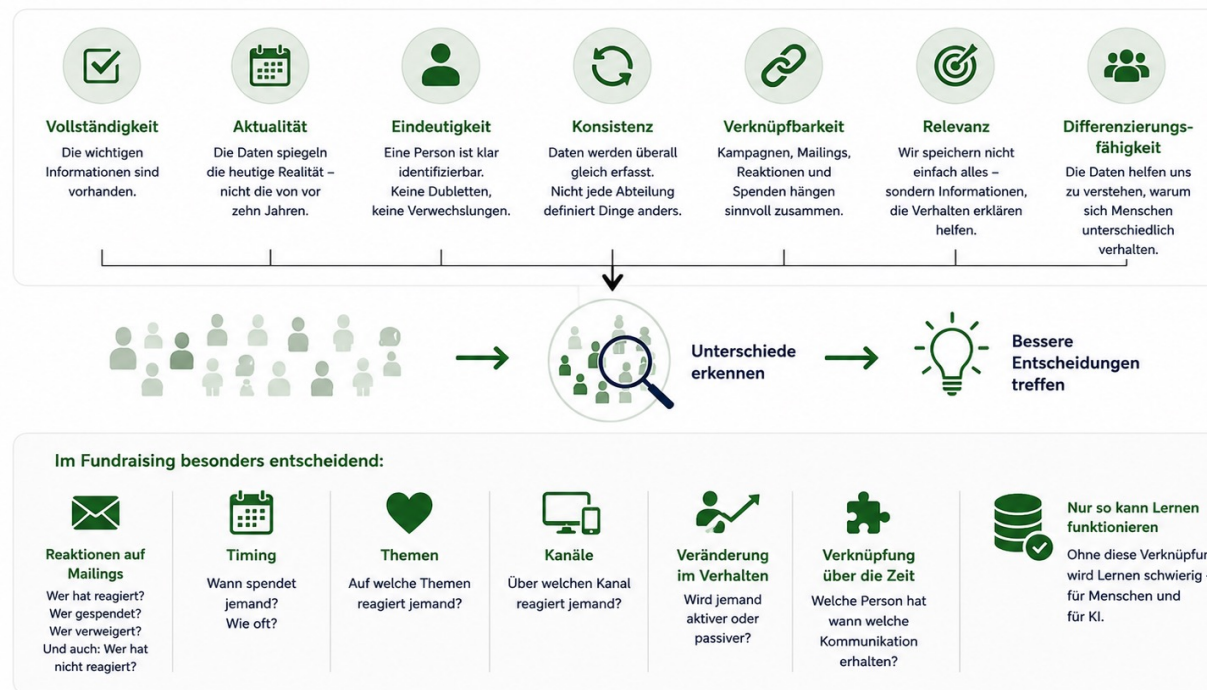 Vollständigkeit
Die wichtigen
Informationen sind
vorhanden.
Aktualität
Die Daten spiegeln
die heutige Realität –
nicht die von vor
zehn Jahren.
Eindeutigkeit
Eine Person ist klar
identifizierbar.
Keine Dubletten,
keine Verwechslungen.
Konsistenz
Daten werden überall
gleich erfasst.
Nicht jede Abteilung
definiert Dinge anders.
Verknüpfbarkeit
Kampagnen, Mailings,
Reaktionen und
Spenden hängen
sinnvoll zusammen.
Relevanz
Wir speichern nicht
einfach alles –
sondern Informationen,
die Verhalten erklären
helfen.
Differenzierungs-
fähigkeit
Die Daten helfen uns
zu verstehen, warum
sich Menschen
unterschiedlich
verhalten.
Unterschiede
erkennen
Bessere
Entscheidungen
treffen
Im Fundraising besonders entscheidend:
Reaktionen auf
Mailings
Wer hat reagiert?
Wer gespendet?
Wer verweigert?
Und auch: Wer hat
nicht reagiert?
Timing
Wann spendet
jemand?
Wie oft?
Themen
Auf welche Themen
reagiert jemand?
Kanäle
Über welchen Kanal
reagiert jemand?
Veränderung
im Verhalten
Wird jemand
aktiver oder
passiver?
Verknüpfung
über die Zeit
Welche Person hat
wann welche
Kommunikation
erhalten?
Nur so kann Lernen
funktionieren
Ohne diese
wird Lernen schwierig
für Menschen und
für KI.